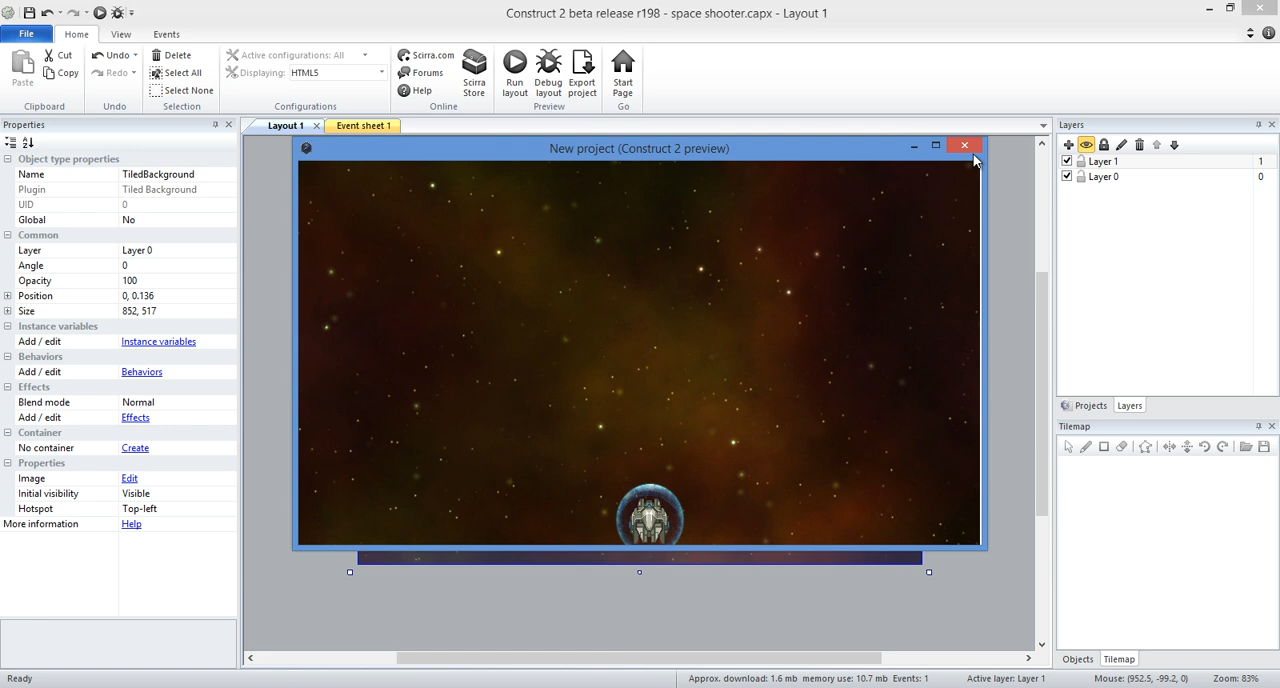 Construct 2 beta release r198 - space shooter.capx - Layout 1
File Home View Events
Paste Cut Copy
Clipboard
Undo Redo
Undo
Delete
Select All
Select None
Selection
Active configurations: All
Displaying: HTML5
Configurations
Scirra.com
Forums
Help
Scirra Store
Online
Run layout Debug layout Export project
Preview
Start Page
Go
Properties
Object type properties
Name TiledBackground
Plugin Tiled Background
UID 0
Global No
Common
Layer Layer 0
Angle 0
Opacity 100
Position 0, 0.136
Size 852, 517
Instance variables
Add / edit Instance variables
Behaviors
Add / edit Behaviors
Effects
Blend mode Normal
Add / edit Effects
Container
No container Create
Properties
Image Edit
Initial visibility Visible
Hotspot Top-left
More information Help
Layout 1 Event sheet 1
New project (Construct 2 preview)
Layers
Layer 1 1
Layer 0 0
Projects Layers
Tilemap
Objects Tilemap
Ready Approx. download: 1.6 mb memory use: 10.7 mb Events: 1 Active layer: Layer 1 Mouse: (952.5, -99.2, 0) Zoom: 83%